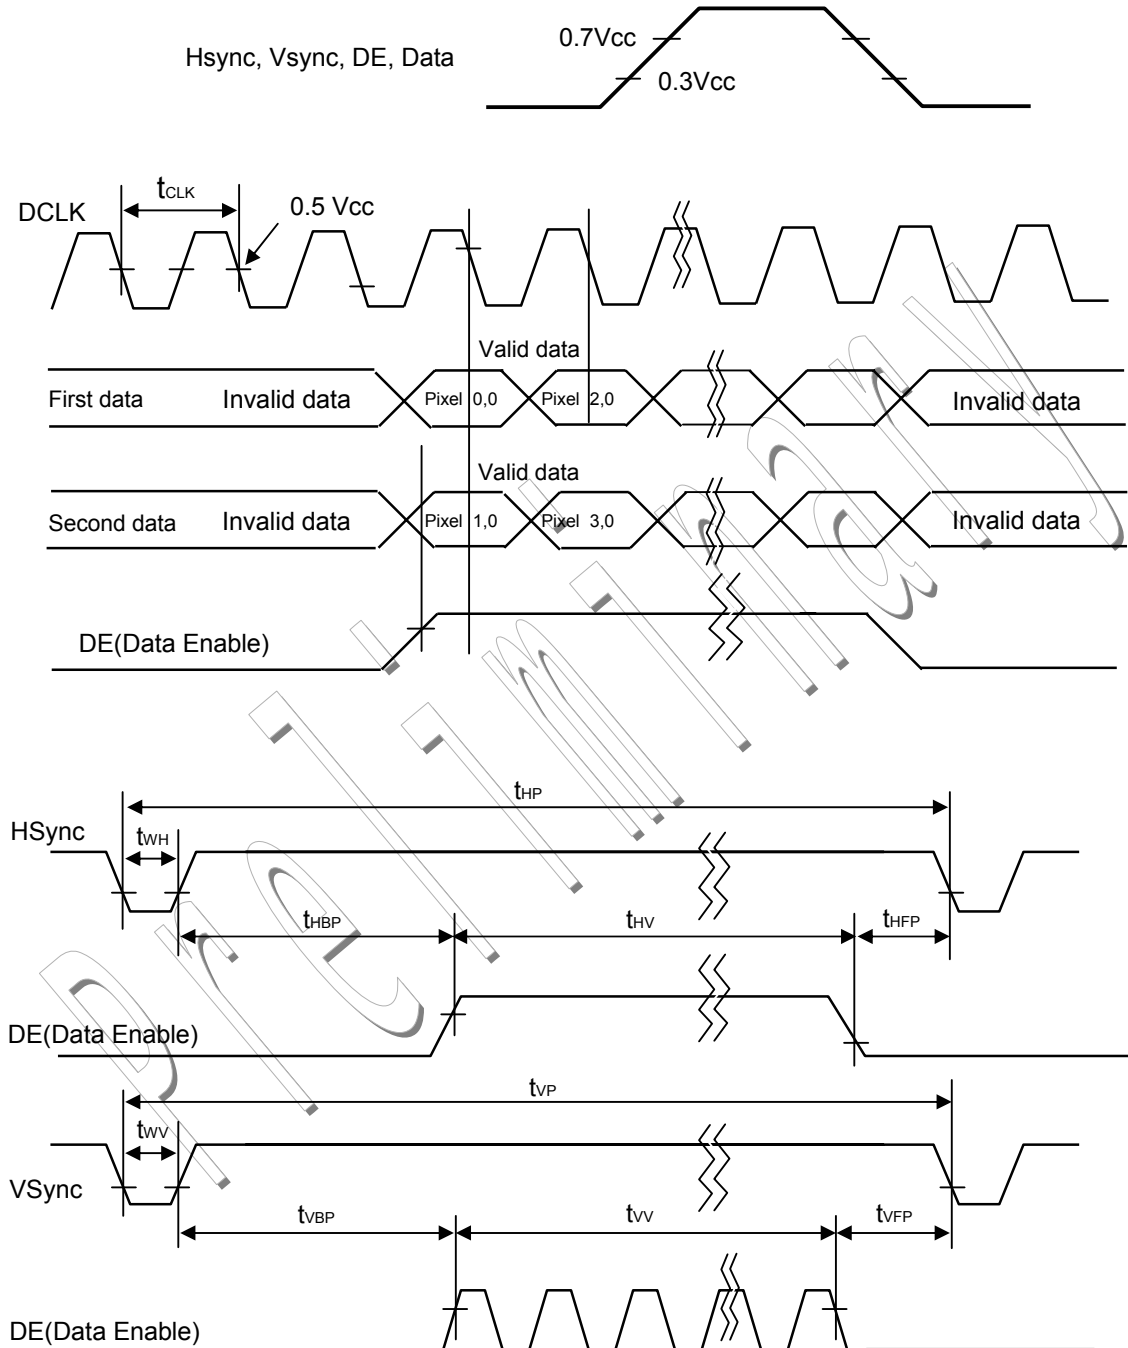 0.7Vcc
Hsync, Vsync, DE, Data
0.3Vcc
tCLK
DCLK
0.5 Vcc
Valid data
First data Invalid data Pixel 0,0 Pixel 2,0 Invalid data
Valid data
Second data Invalid data Pixel 1,0 Pixel 3,0 Invalid data
DE(Data Enable)
tHP
HSync
tWH
tHBP tHV tHFP
DE(Data Enable)
tVP
tWV
VSync
tVBP tVV tVFP
DE(Data Enable)
Preliminary